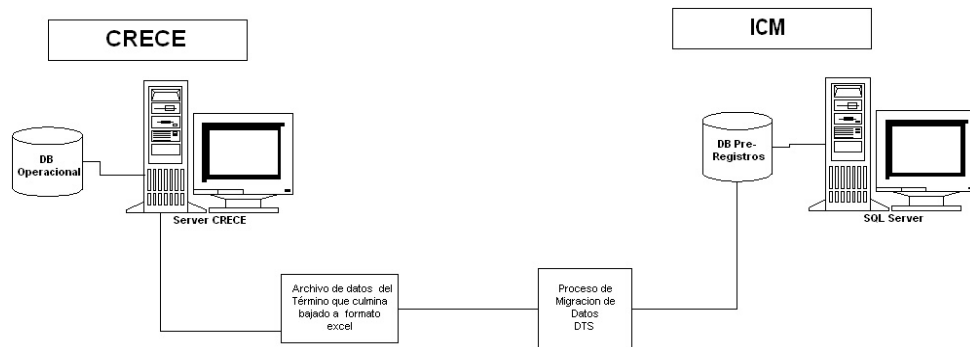 CRECE
ICM
DB
Operacional
Server CRECE
DB Pre-
Registros
SQL Server
Archivo de datos del
Término que culmina
bajado a formato
excel
Proceso de
Migracion de
Datos
DTS